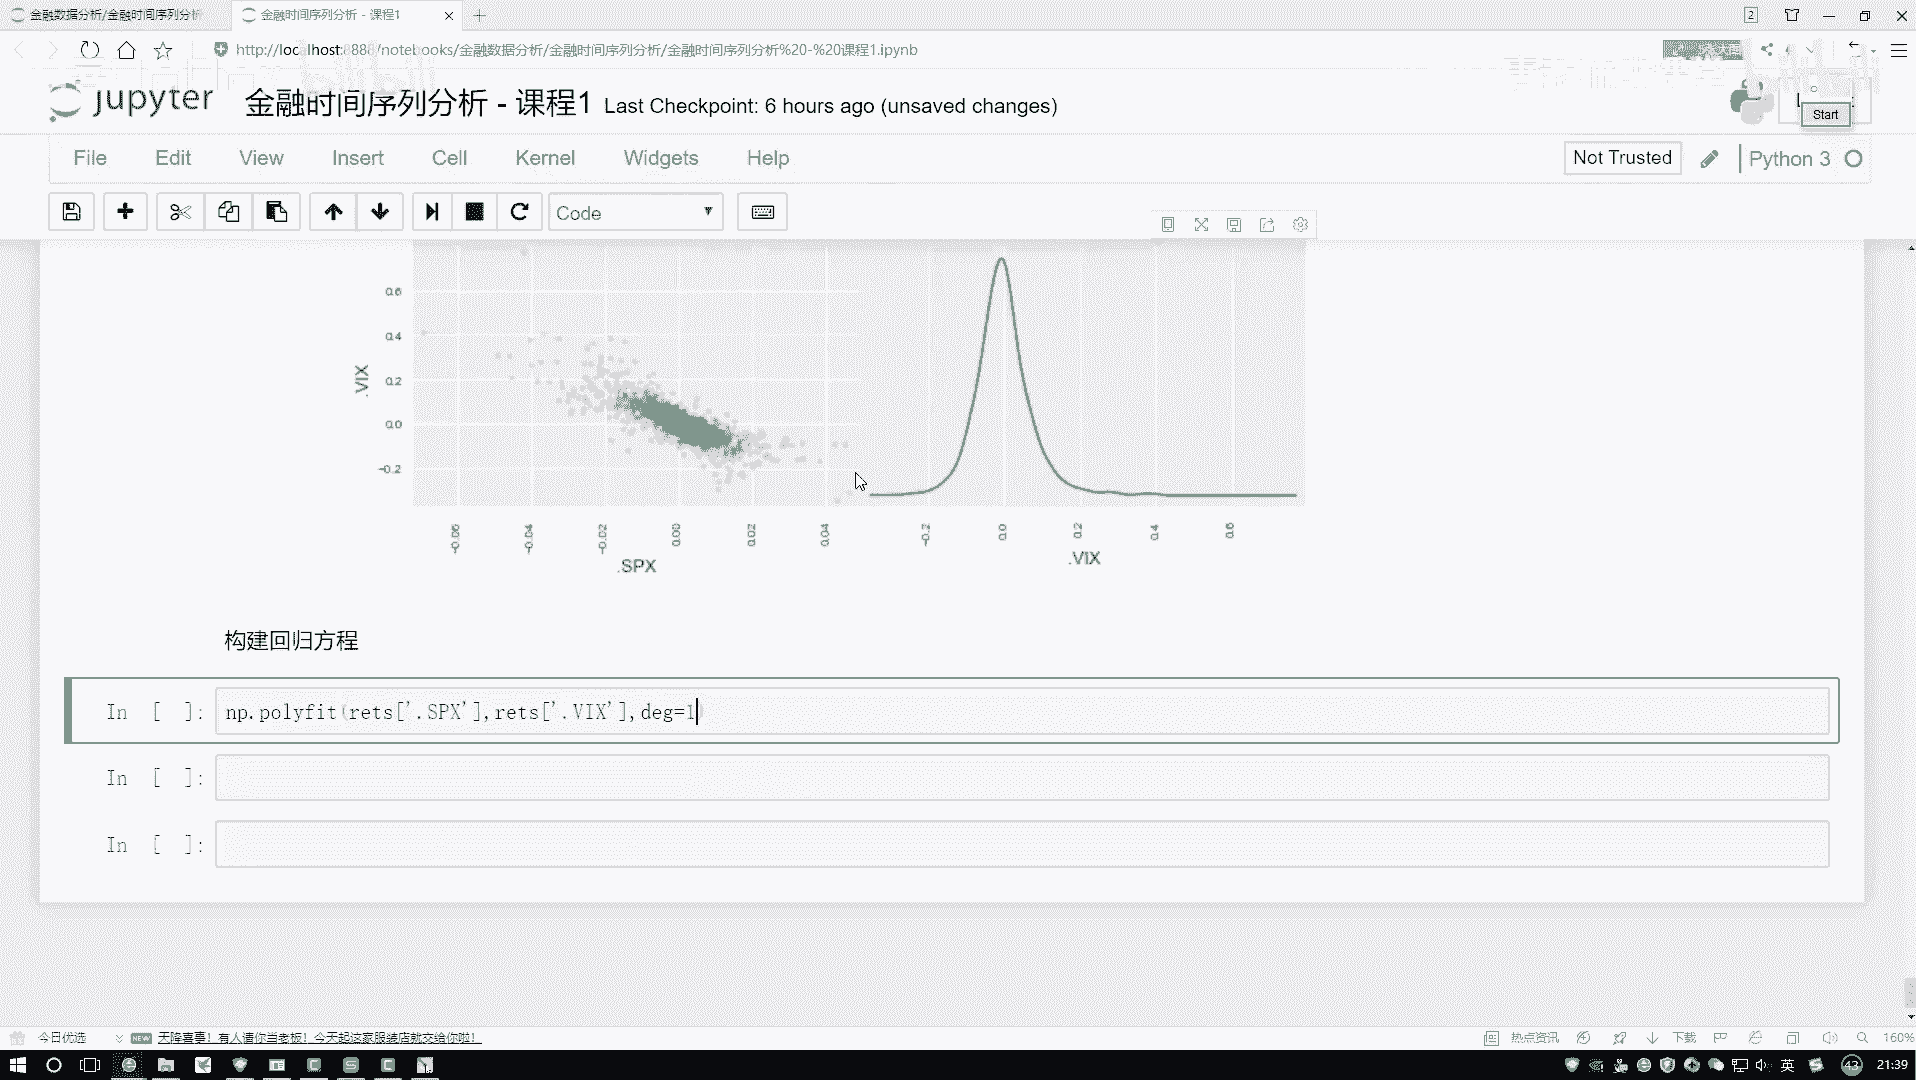 金融数据分析/金融时间序列分析
金融时间序列分析 - 课程1
2
http://localhost:8888/notebooks/金融数据分析/金融时间序列分析/金融时间序列分析%20-%20课程1.ipynb
jupyter 金融时间序列分析 - 课程1 Last Checkpoint: 6 hours ago (unsaved changes)
Start
File Edit View Insert Cell Kernel Widgets Help
Not Trusted
Python 3
Code
0.6
0.4
0.2
0.0
-0.2
.VIX
-0.06 -0.04 -0.02 0.00 0.02 0.04
.SPX
-0.2 0.0 0.2 0.4 0.6
.VIX
构建回归方程
In [ ]: np.polyfit(rets['.SPX'],rets['.VIX'],deg=1)
In [ ]:
In [ ]:
今日优选
NEW 天降喜事！有人请你当老板！今天起这家服装店就交给你啦！
热点资讯
下载
160%
英
43
21:39